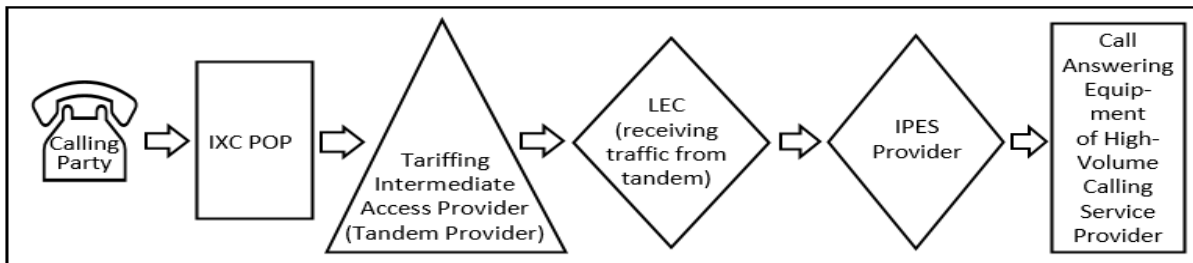 Calling
Party
IXC POP
Tariffing
Intermediate
Access Provider
(Tandem Provider)
LEC
(receiving
traffic from
tandem)
IPES
Provider
Call
Answering
Equip-
ment
of High-
Volume
Calling
Service
Provider